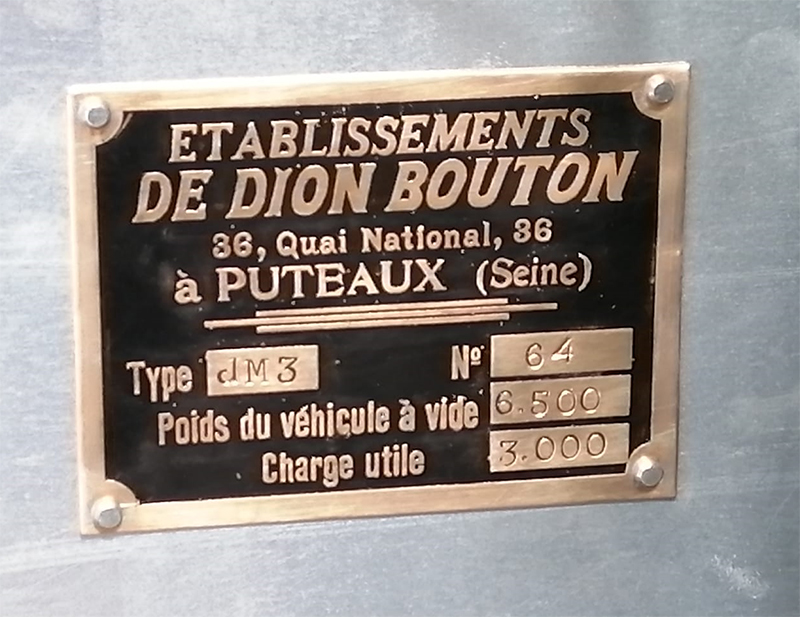 ETABLISSEMENTS
DE DION BOUTON
36, Quai National, 36
à PUTEAUX (Seine)
Type dM3 Nº 64
Poids du véhicule à vide 6.500
Charge utile 3.000